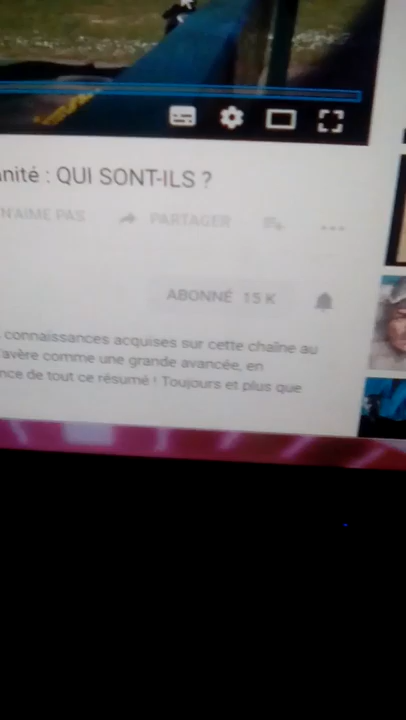 nité : QUI SONT-ILS ?
N'AIME PAS PARTAGER
ABONNÉ 15 K
connaissances acquises sur cette chaîne au
avère comme une grande avancée, en
nce de tout ce résumé ! Toujours et plus que